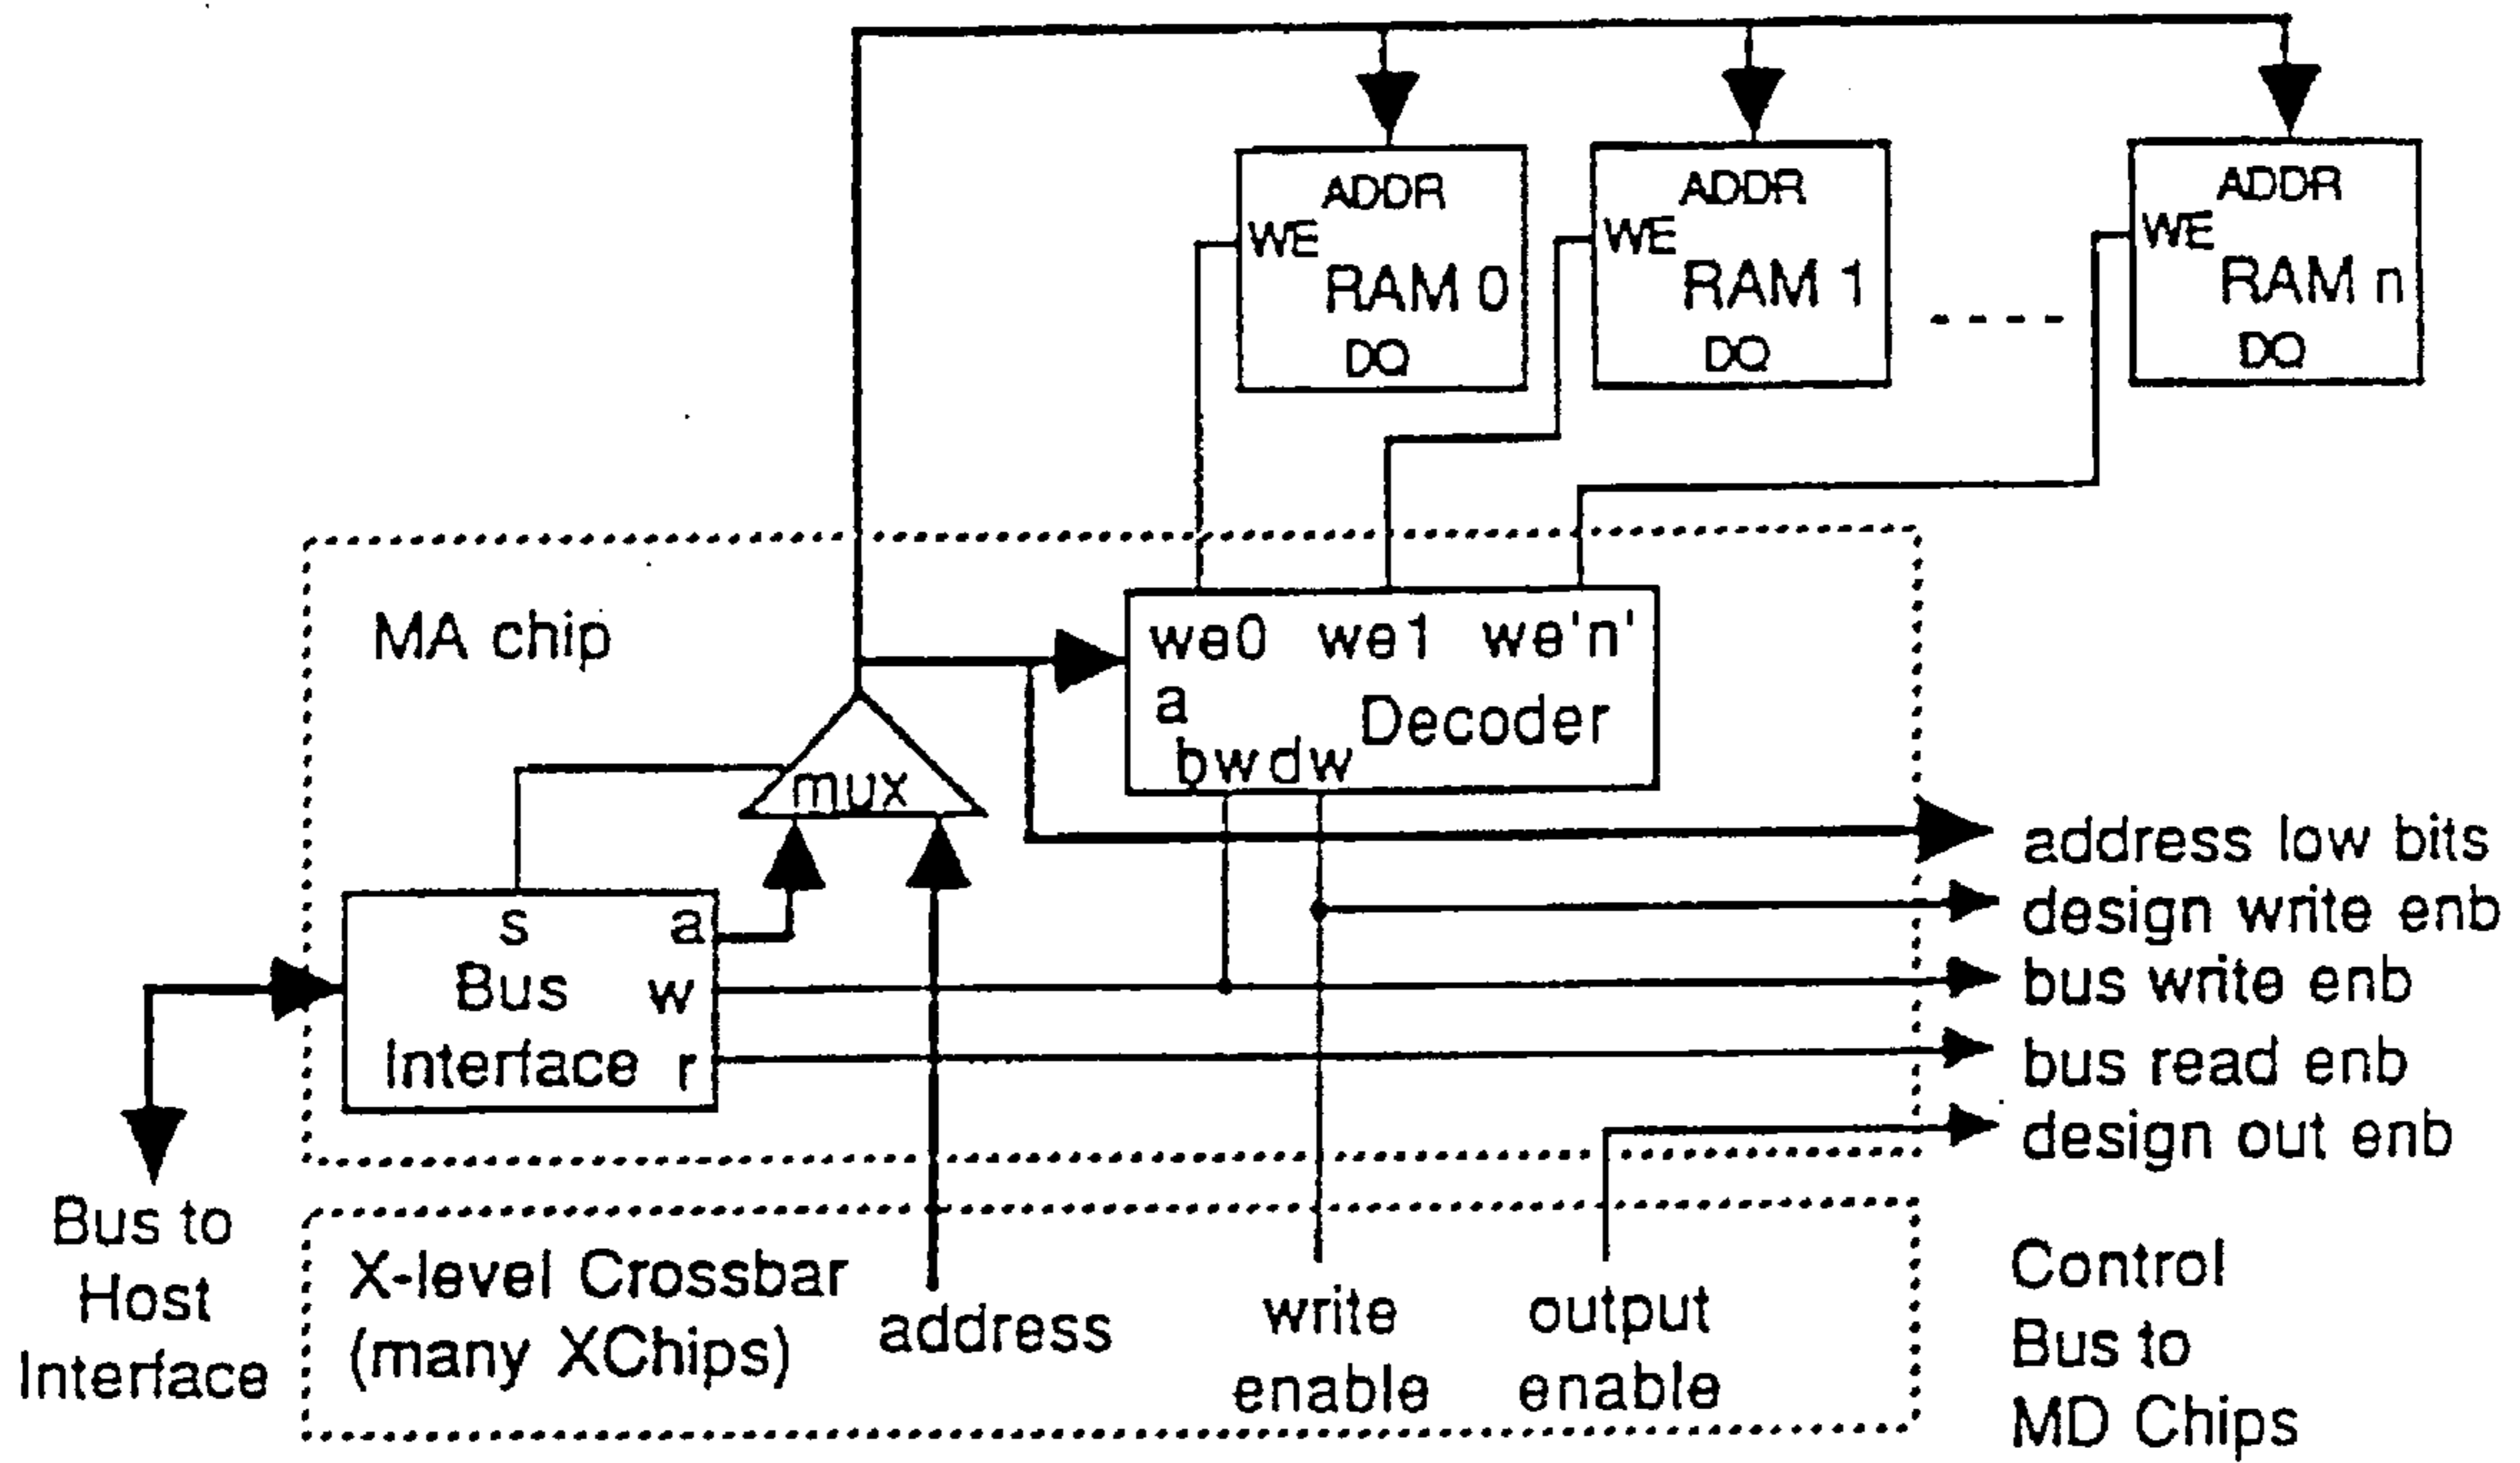 ADDR
WE
RAM 0
DQ
ADDR
WE
RAM 1
DQ
ADDR
WE
RAM n
DQ
MA chip
we0 we1 we'n'
a
Decoder
bw dw
mux
s a
Bus w
Interface r
address low bits
design write enb
bus write enb
bus read enb
design out enb
Bus to
Host
Interface
X-level Crossbar
(many XChips)
address
write
enable
output
enable
Control
Bus to
MD Chips